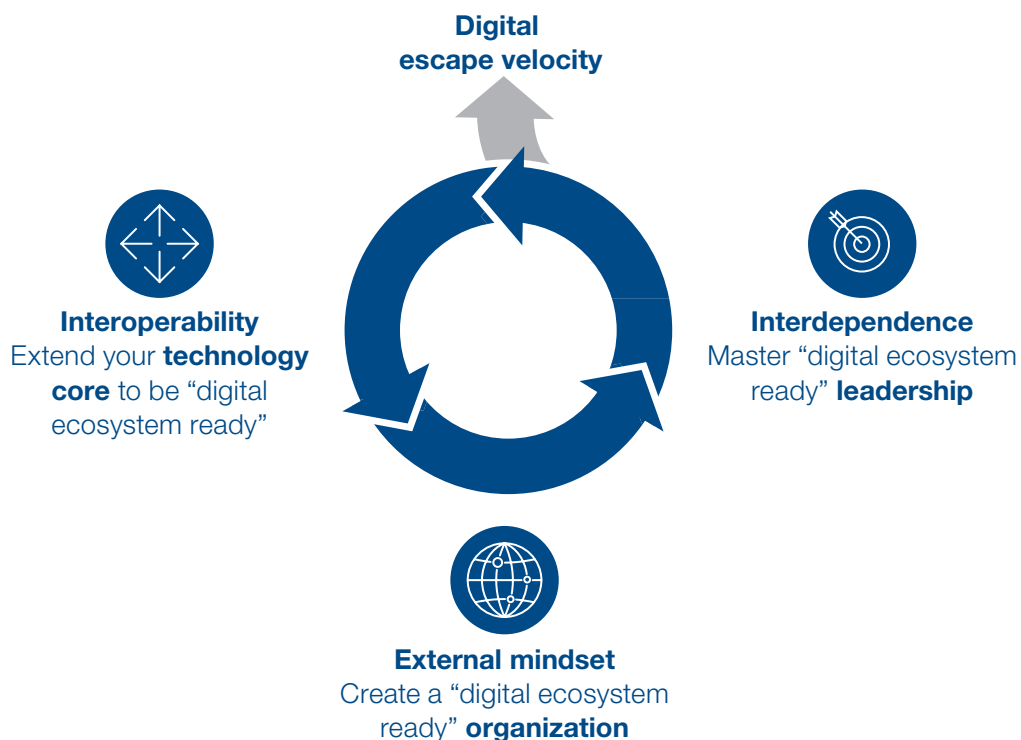 Digital
escape velocity
Interoperability
Extend your technology
core to be “digital
ecosystem ready”
Interdependence
Master “digital ecosystem
ready” leadership
External mindset
Create a “digital ecosystem
ready” organization